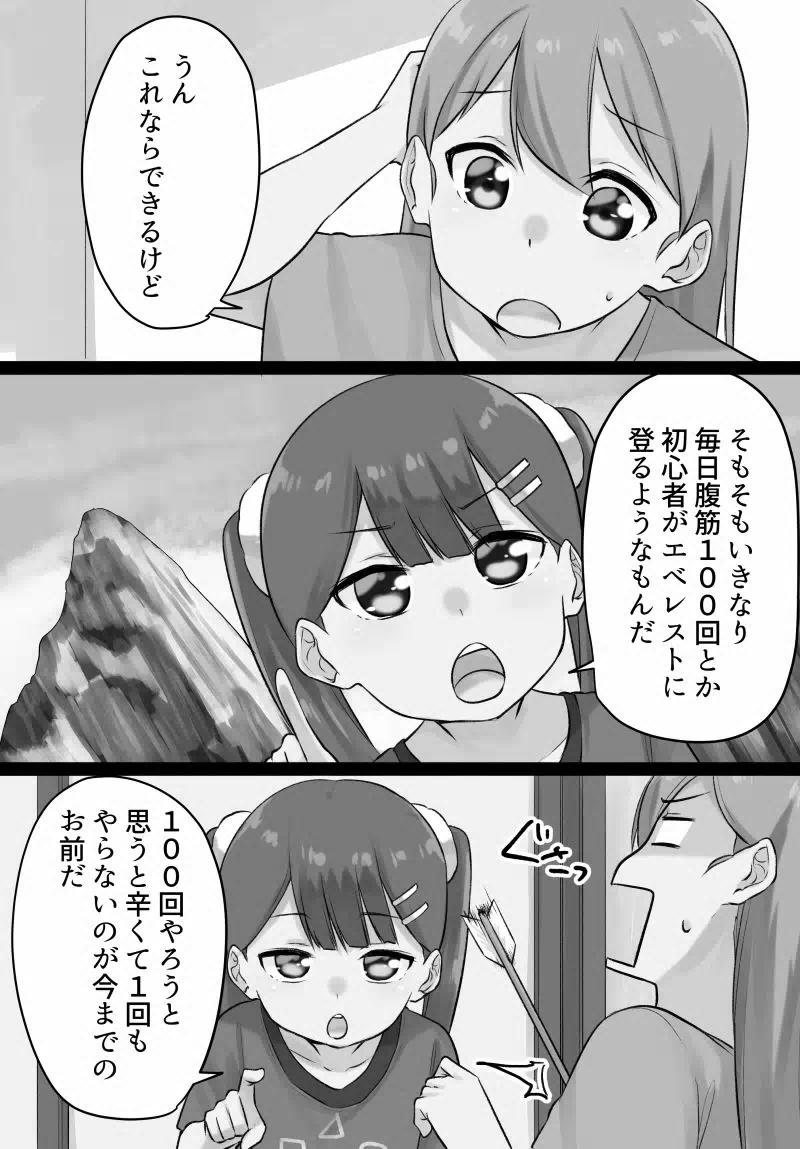 うん
これならできるけど
そもそもいきなり
毎日腹筋１００回とか
初心者がエベレストに
登るようなもんだ
１００回やろうと
思うと辛くて１回も
やらないのが今までの
お前だ
ぐさっ